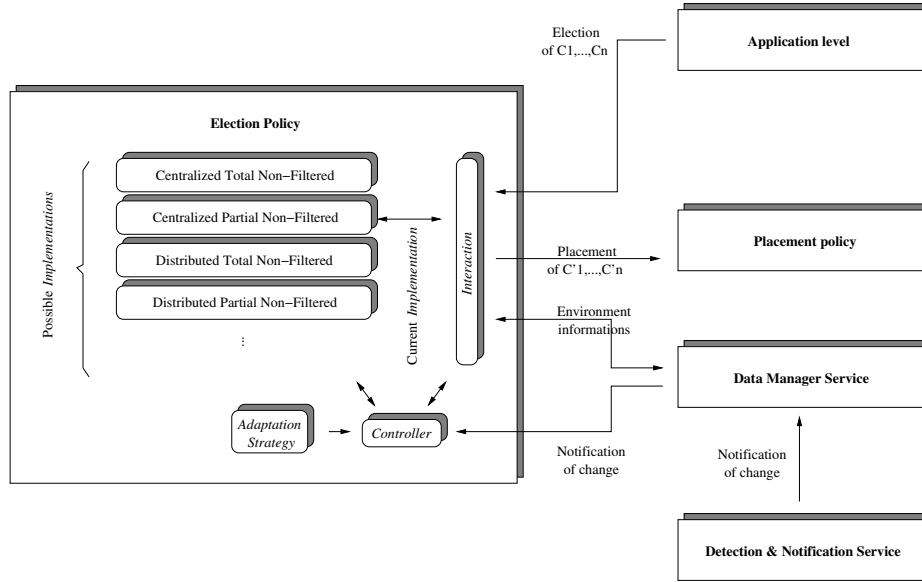 Election
of C1,...,Cn
Application level
Election Policy
Possible Implementations
Centralized Total Non−Filtered
Centralized Partial Non−Filtered
Distributed Total Non−Filtered
Distributed Partial Non−Filtered
...
Current Implementation
Interaction
Placement
of C'1,...,C'n
Placement policy
Environment
informations
Data Manager Service
Adaptation
Strategy
Controller
Notification
of change
Notification
of change
Detection & Notification Service